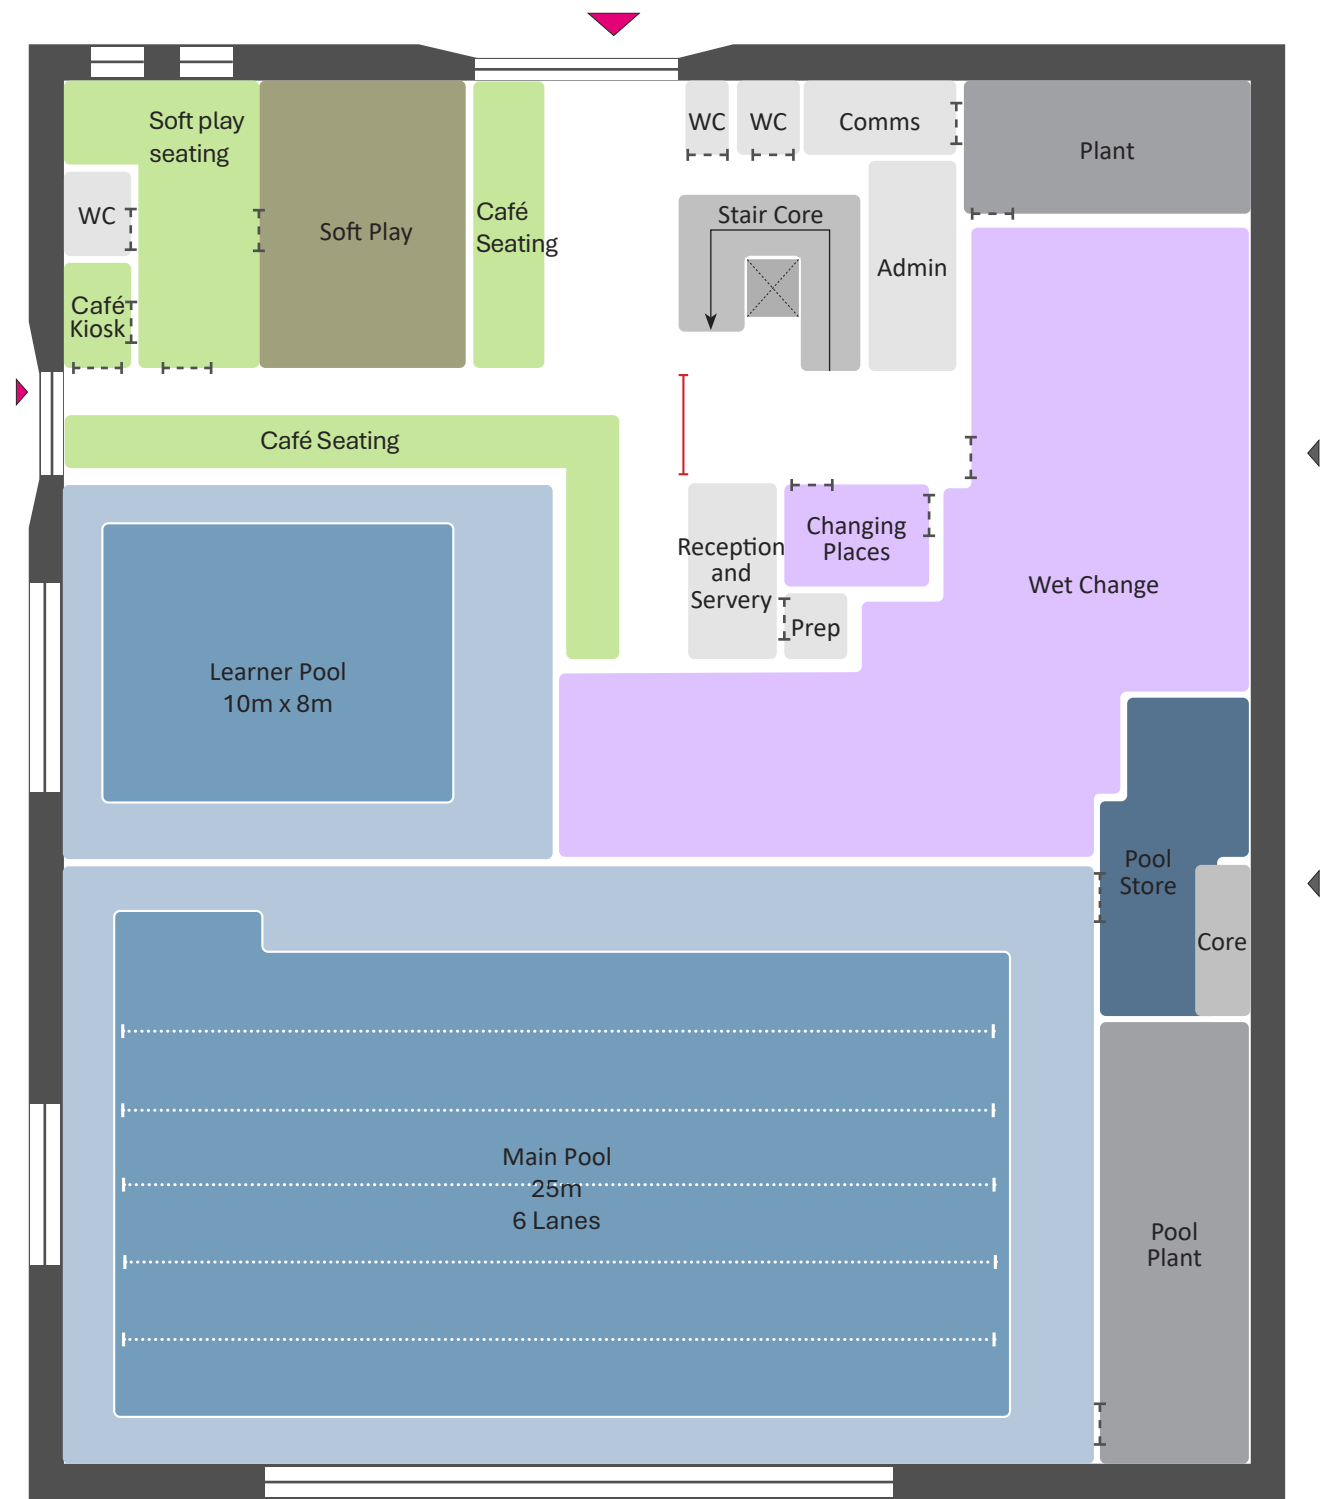 Soft play
seating
WC
Café
Kiosk
Soft Play
Café
Seating
WC
WC
Comms
Plant
Stair Core
Admin
Café Seating
Reception
and
Servery
Changing
Places
Prep
Wet Change
Learner Pool
10m x 8m
Pool
Store
Core
Main Pool
25m
6 Lanes
Pool
Plant